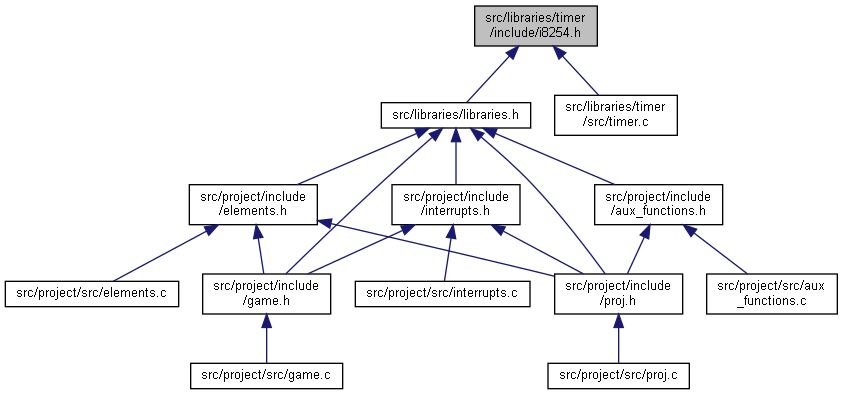 src/libraries/timer
/include/i8254.h
src/libraries/libraries.h
src/libraries/timer
/src/timer.c
src/project/include
/elements.h
src/project/include
/interrupts.h
src/project/include
/aux_functions.h
src/project/src/elements.c
src/project/include
/game.h
src/project/src/interrupts.c
src/project/include
/proj.h
src/project/src/aux
_functions.c
src/project/src/game.c
src/project/src/proj.c